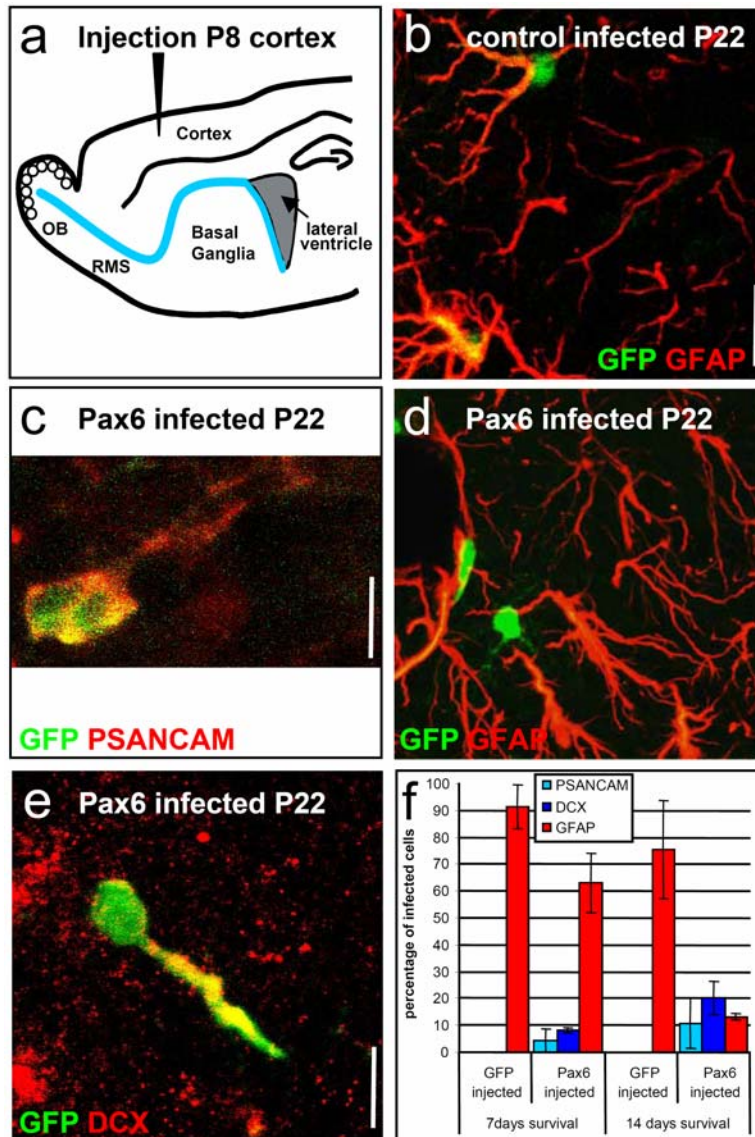 a Injection P8 cortex
Cortex
OB
RMS
Basal
Ganglia
lateral
ventricle
b control infected P22
GFP GFAP
c Pax6 infected P22
GFP PSANCAM
d Pax6 infected P22
GFP GFAP
e Pax6 infected P22
GFP DCX
f
PSANCAM
DCX
GFAP
percentage of infected cells
100
90
80
70
60
50
40
30
20
10
0
GFP
injected
Pax6
injected
GFP
injected
Pax6
injected
7days survival
14 days survival